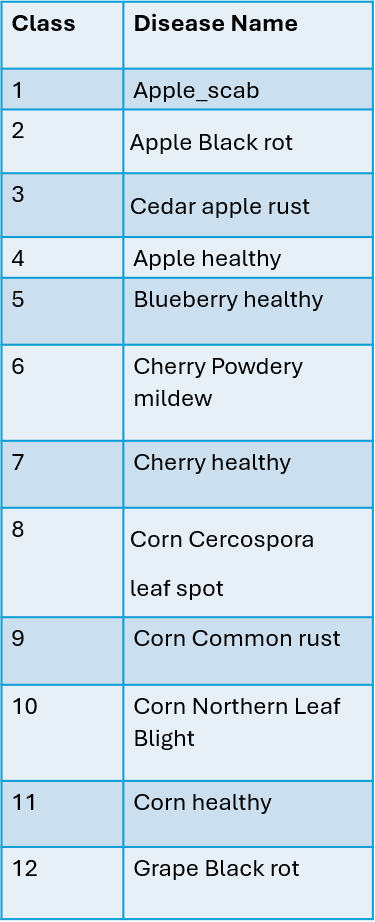 Class Disease Name
1 Apple_scab
2 Apple Black rot
3 Cedar apple rust
4 Apple healthy
5 Blueberry healthy
6 Cherry Powdery
mildew
7 Cherry healthy
8 Corn Cercospora
leaf spot
9 Corn Common rust
10 Corn Northern Leaf
Blight
11 Corn healthy
12 Grape Black rot